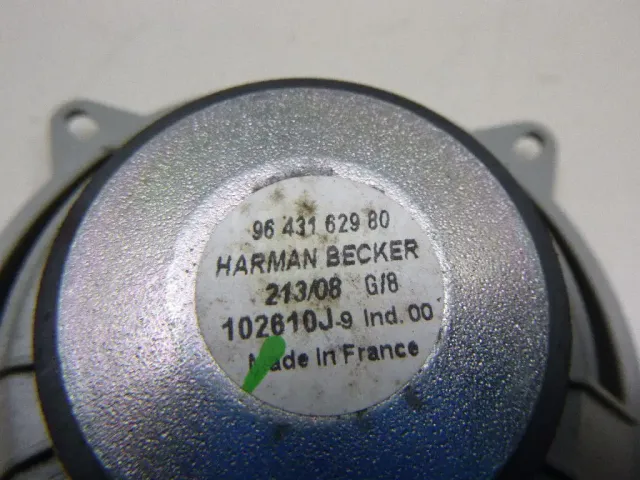 96 431 629 80
HARMAN BECKER
213/08 G/8
102610J-9 Ind. 00
Made In France